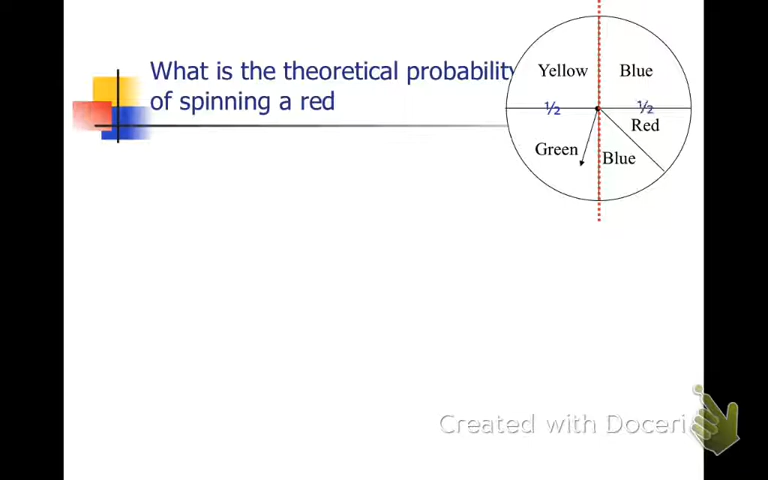 What is the theoretical probability
of spinning a red
Yellow Blue
½ ½
Red
Green
Blue
Created with Doceri